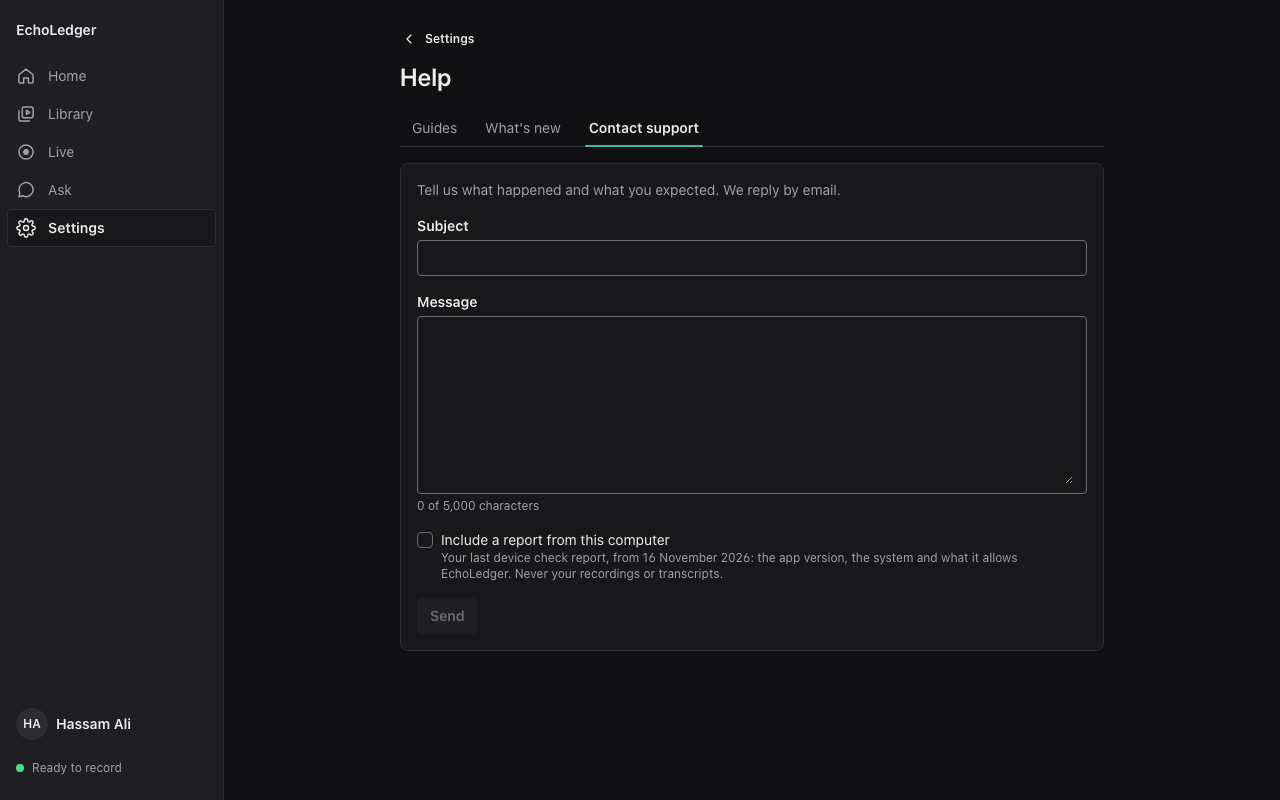 EchoLedger
Home
Library
Live
Ask
Settings
Hassam Ali
HA
Ready to record
Settings
Help
Guides
What's new
Contact support
Tell us what happened and what you expected. We reply by email.
Subject
Message
0 of 5,000 characters
Include a report from this computer
Your last device check report, from 16 November 2026: the app version, the system and what it allows
EchoLedger. Never your recordings or transcripts.
Send